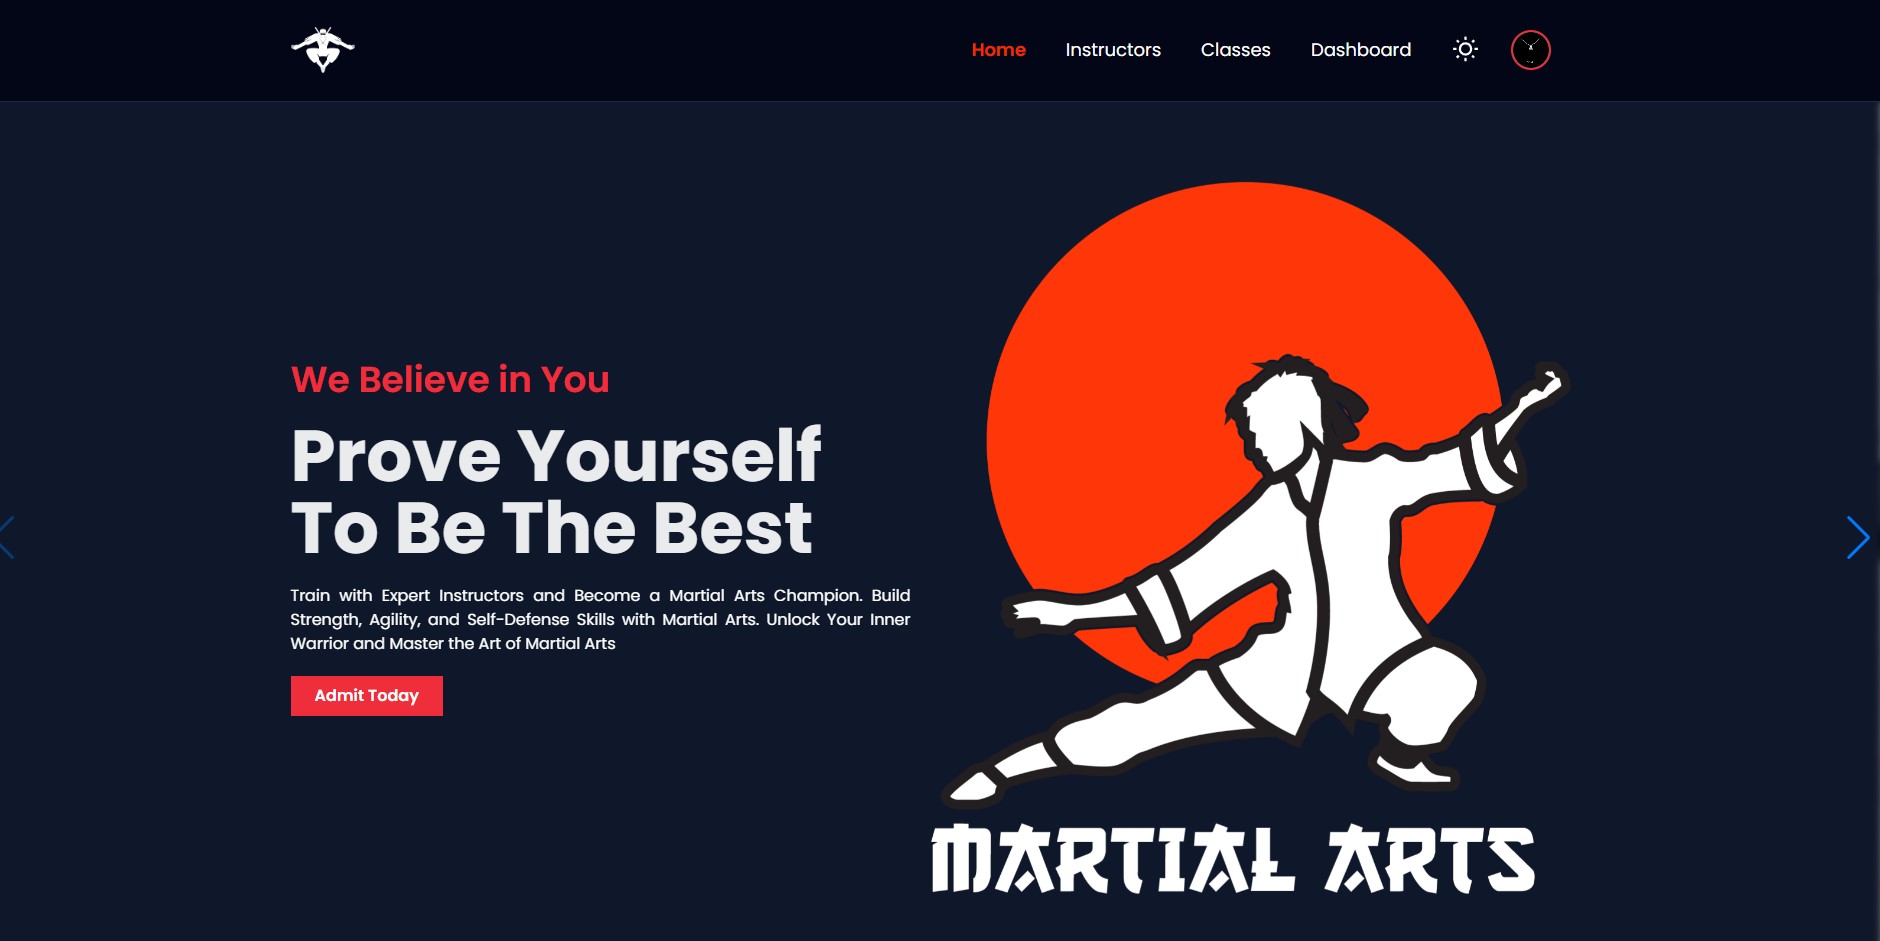 Home Instructors Classes Dashboard
We Believe in You
Prove Yourself
To Be The Best
Train with Expert Instructors and Become a Martial Arts Champion. Build
Strength, Agility, and Self-Defense Skills with Martial Arts. Unlock Your Inner
Warrior and Master the Art of Martial Arts
Admit Today
MARTIAL ARTS